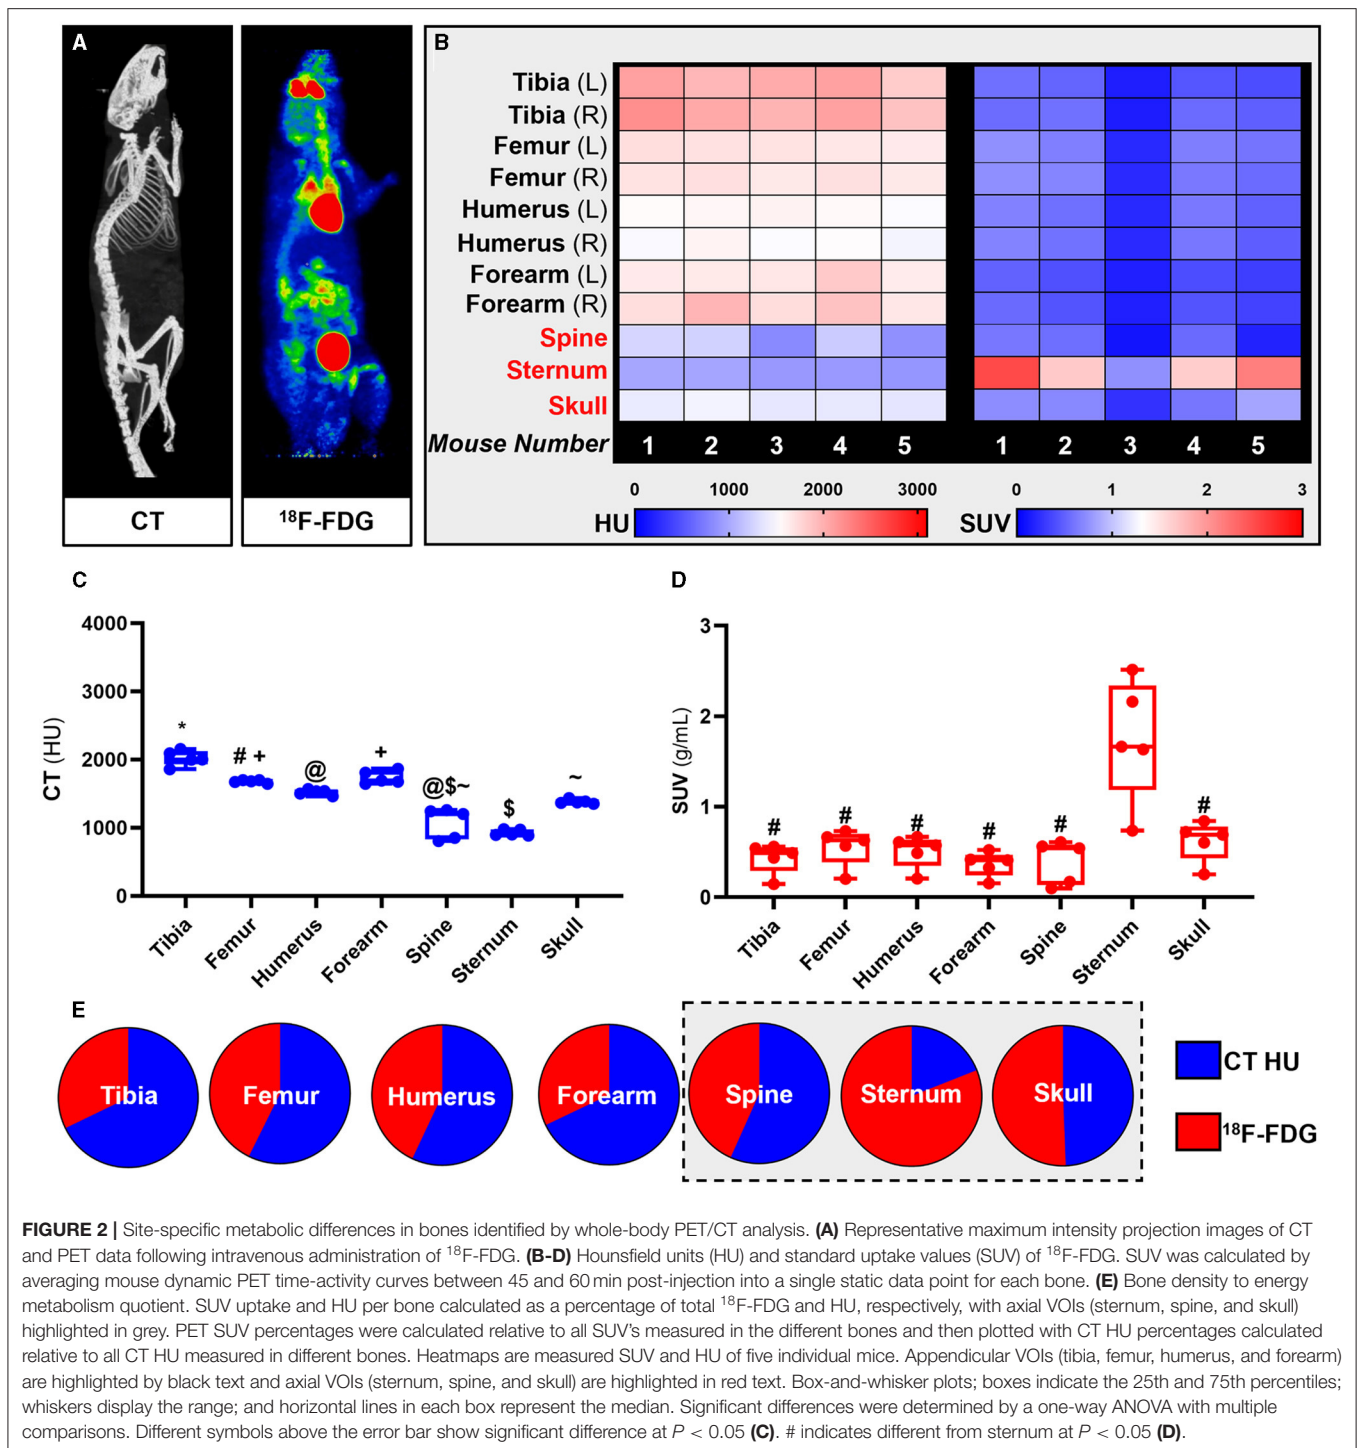 A
CT
18F-FDG
B
Tibia (L)
Tibia (R)
Femur (L)
Femur (R)
Humerus (L)
Humerus (R)
Forearm (L)
Forearm (R)
Spine
Sternum
Skull
Mouse Number 1 2 3 4 5 1 2 3 4 5
0 1000 2000 3000
HU
0 1 2 3
SUV
C
4000
3000
2000
1000
0
CT (HU)
* # + @ + @$~ $ ~
Tibia Femur Humerus Forearm Spine Sternum Skull
D
3
2
1
0
SUV (g/mL)
# # # # # #
Tibia Femur Humerus Forearm Spine Sternum Skull
E
Tibia Femur Humerus Forearm Spine Sternum Skull
CT HU
18F-FDG
FIGURE 2 | Site-specific metabolic differences in bones identified by whole-body PET/CT analysis. (A) Representative maximum intensity projection images of CT
and PET data following intravenous administration of 18F-FDG. (B-D) Hounsfield units (HU) and standard uptake values (SUV) of 18F-FDG. SUV was calculated by
averaging mouse dynamic PET time-activity curves between 45 and 60 min post-injection into a single static data point for each bone. (E) Bone density to energy
metabolism quotient. SUV uptake and HU per bone calculated as a percentage of total 18F-FDG and HU, respectively, with axial VOIs (sternum, spine, and skull)
highlighted in grey. PET SUV percentages were calculated relative to all SUV's measured in the different bones and then plotted with CT HU percentages calculated
relative to all CT HU measured in different bones. Heatmaps are measured SUV and HU of five individual mice. Appendicular VOIs (tibia, femur, humerus, and forearm)
are highlighted by black text and axial VOIs (sternum, spine, and skull) are highlighted in red text. Box-and-whisker plots; boxes indicate the 25th and 75th percentiles;
whiskers display the range; and horizontal lines in each box represent the median. Significant differences were determined by a one-way ANOVA with multiple
comparisons. Different symbols above the error bar show significant difference at P < 0.05 (C). # indicates different from sternum at P < 0.05 (D).